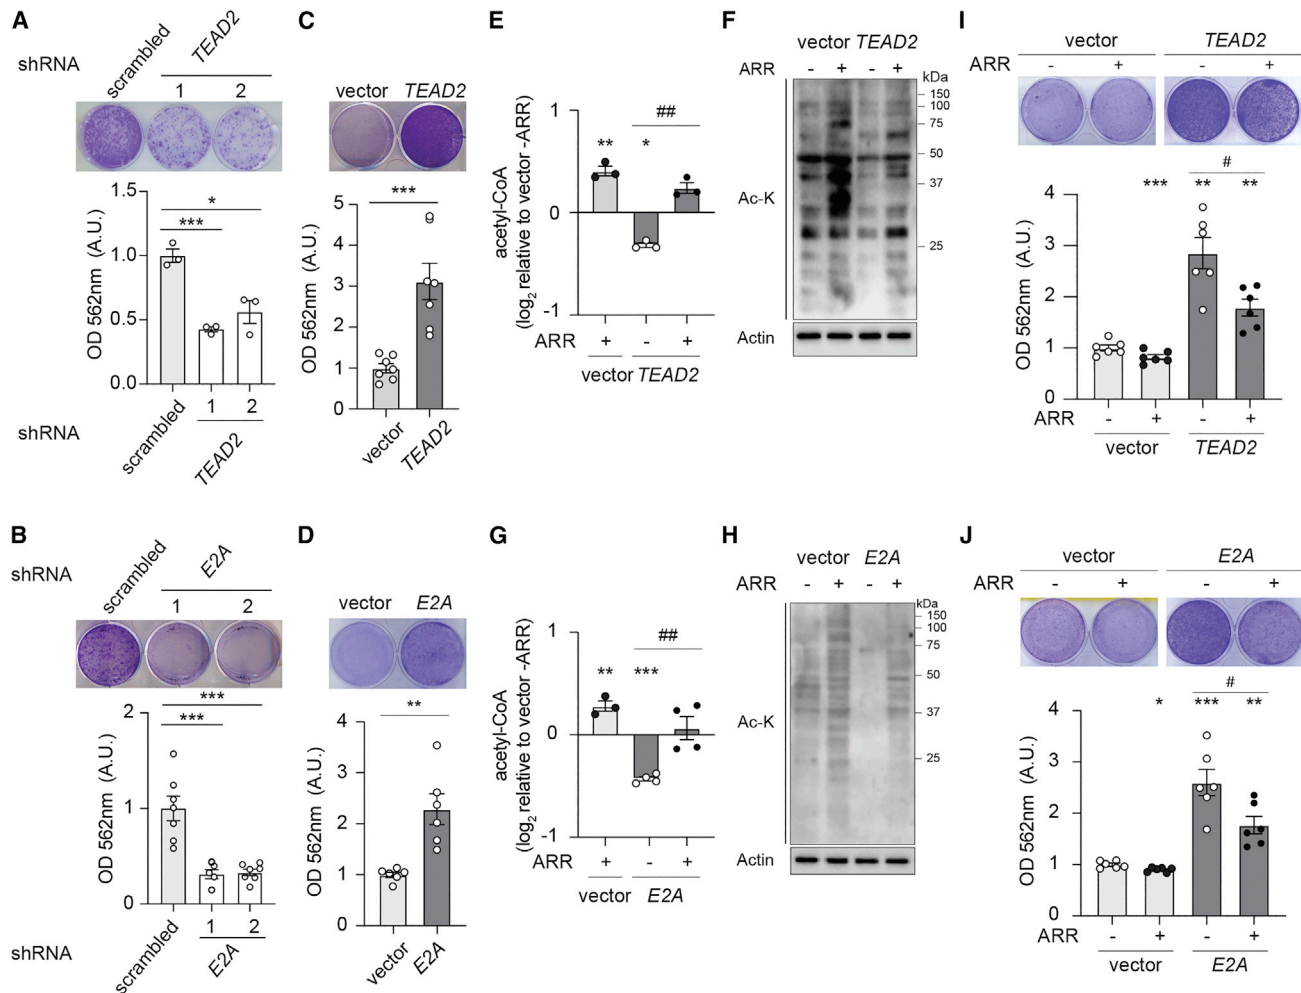 A
shRNA
scrambled
TEAD2
1 2
OD 562nm (A.U.)
1.5
1.0
0.5
0.0
*
***
shRNA
scrambled
1 2
TEAD2
B
shRNA
scrambled
E2A
1 2
OD 562nm (A.U.)
2
1
0
***
***
shRNA
scrambled
1 2
E2A
C
vector TEAD2
OD 562nm (A.U.)
5
4
3
2
1
0
***
vector
TEAD2
D
vector E2A
OD 562nm (A.U.)
4
3
2
1
0
**
vector
E2A
E
acetyl-CoA
(log2 relative to vector -ARR)
1
0
-1
##
** *
ARR + - +
vector TEAD2
F
vector TEAD2
ARR - + - +
kDa
150
100
75
50
37
25
Ac-K
Actin
G
acetyl-CoA
(log2 relative to vector -ARR)
1
0
-1
##
** ***
ARR + - +
vector E2A
H
vector E2A
ARR - + - +
kDa
150
100
75
50
37
25
Ac-K
Actin
I
vector TEAD2
ARR - + - +
OD 562nm (A.U.)
4
3
2
1
0
#
*** ** **
ARR - + - +
vector TEAD2
J
vector E2A
ARR - + - +
OD 562nm (A.U.)
4
3
2
1
0
#
* *** **
ARR - + - +
vector E2A